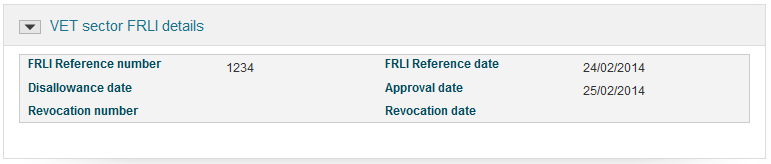 VET sector FRLI details
FRLI Reference number 1234 FRLI Reference date 24/02/2014
Disallowance date Approval date 25/02/2014
Revocation number Revocation date